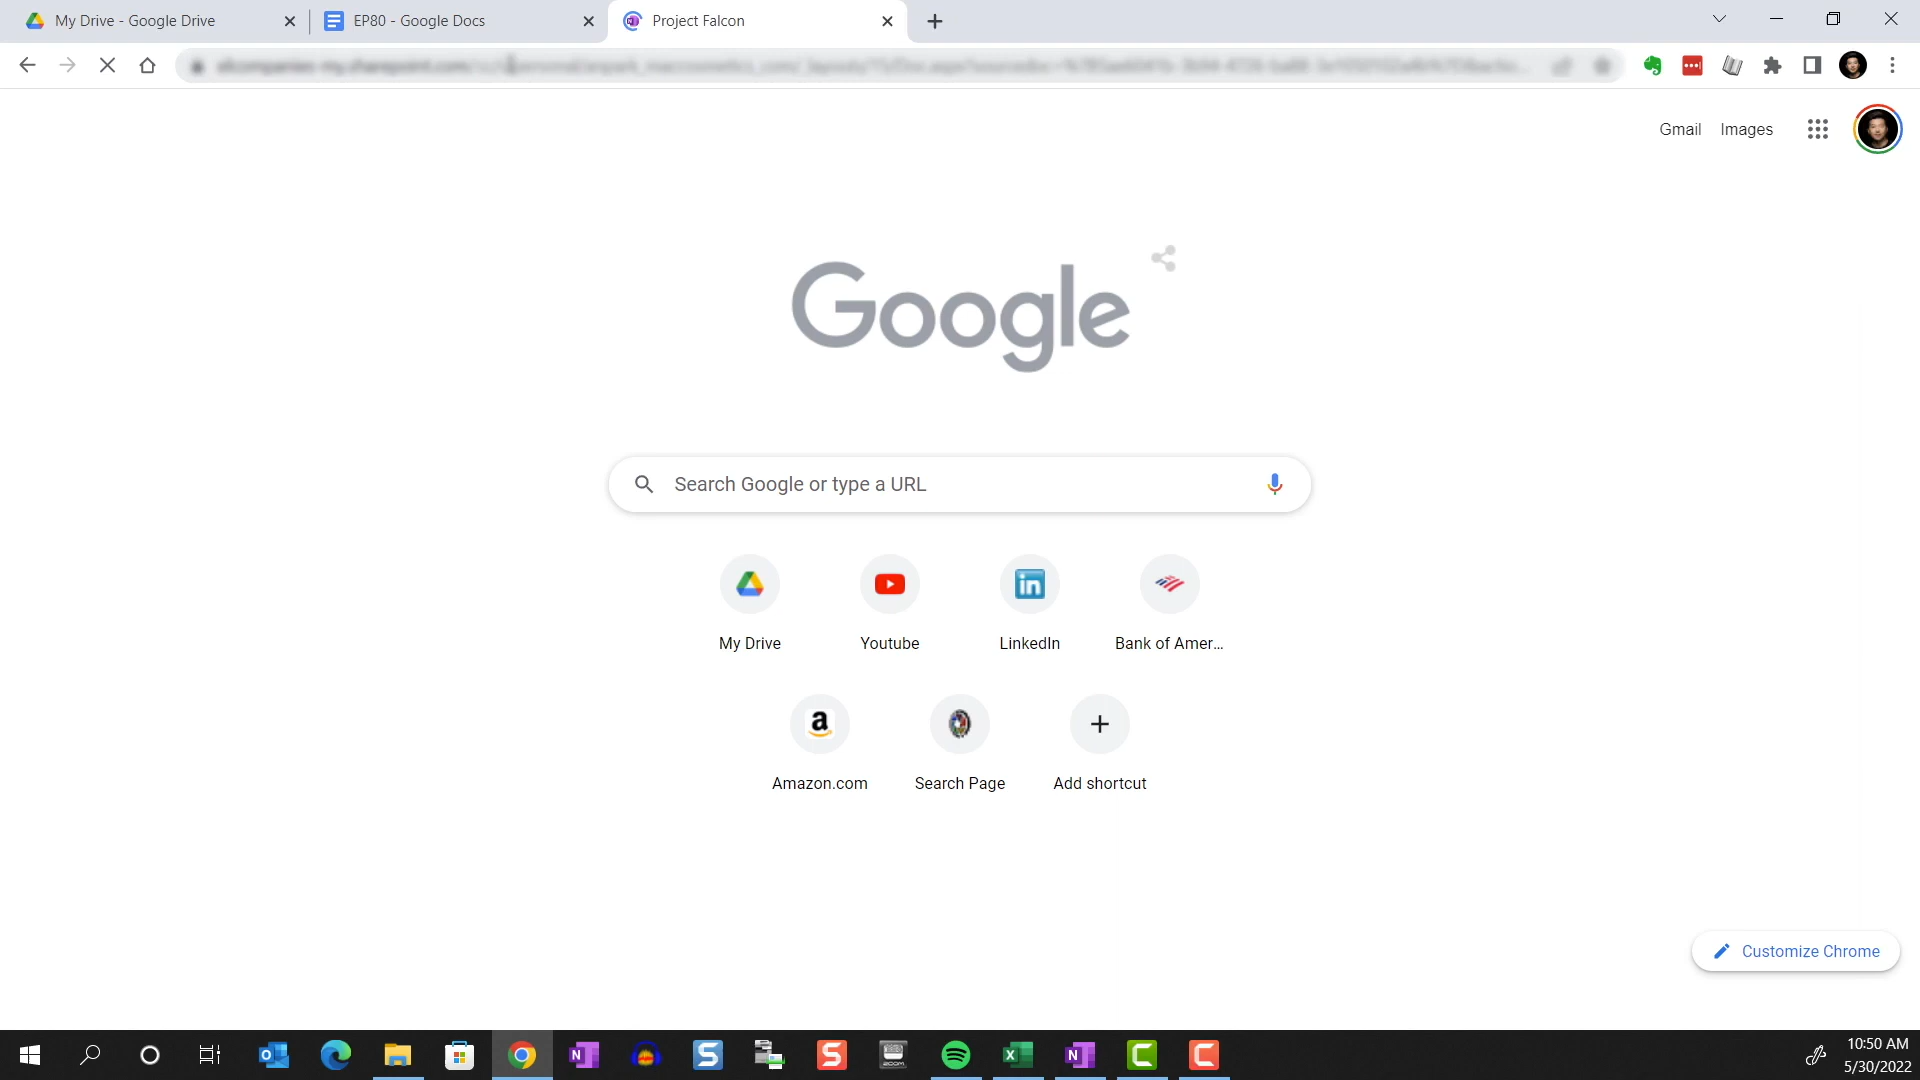 My Drive - Google Drive
EP80 - Google Docs
Project Falcon
Gmail
Images
Google
Search Google or type a URL
My Drive
Youtube
LinkedIn
Bank of Amer...
Amazon.com
Search Page
Add shortcut
Customize Chrome
10:50 AM
5/30/2022